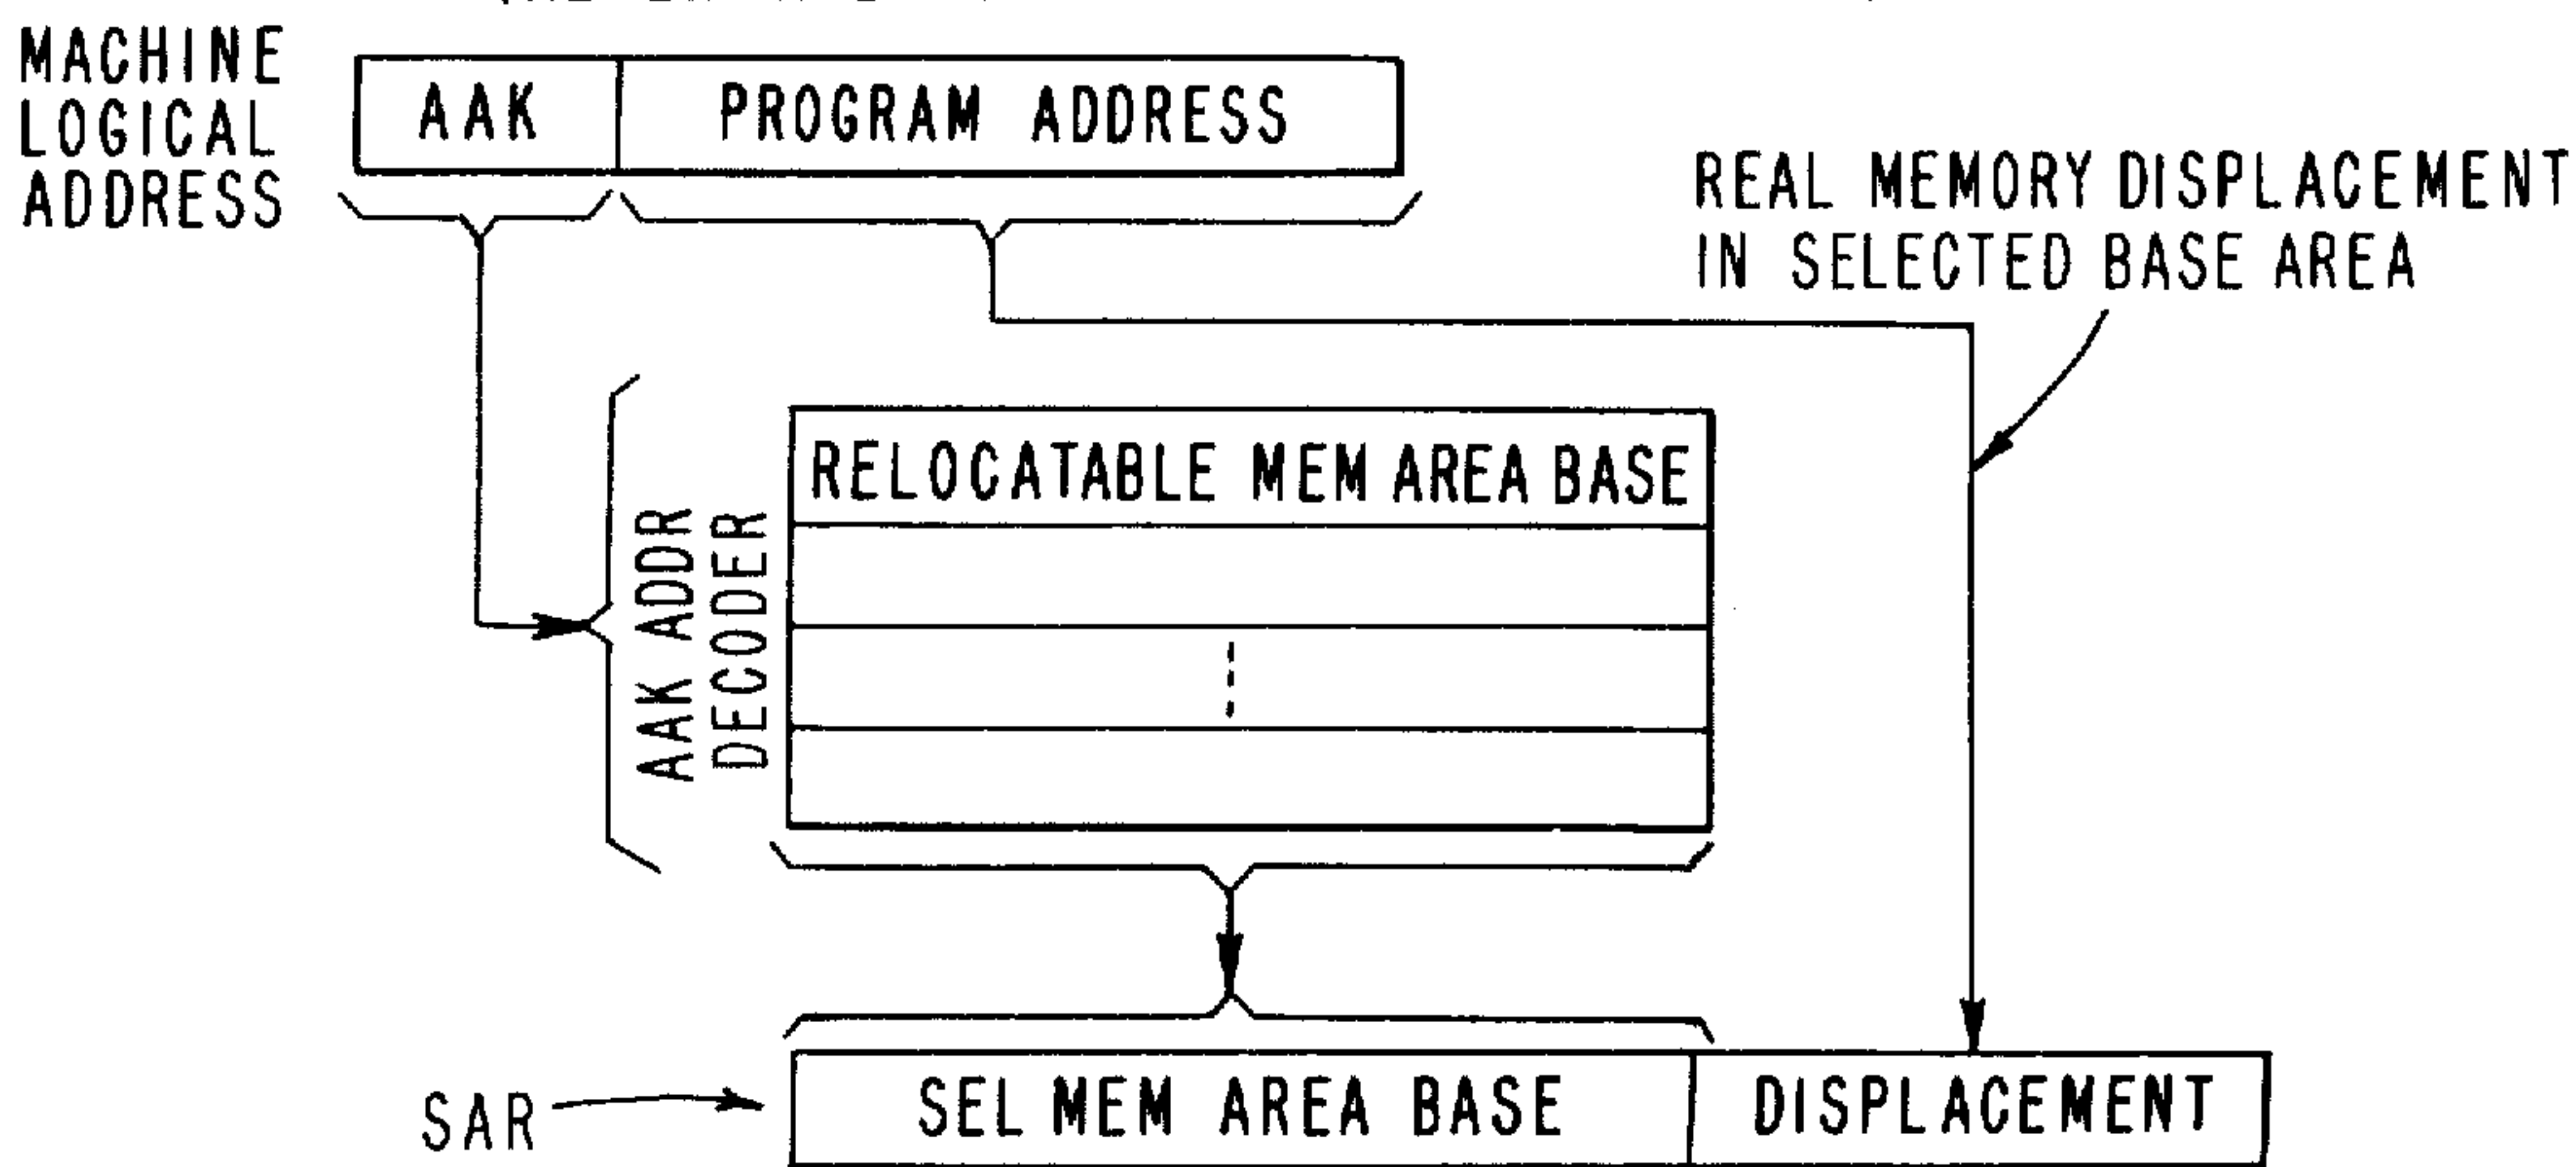 MACHINE
LOGICAL
ADDRESS
AAK
PROGRAM ADDRESS
REAL MEMORY DISPLACEMENT
IN SELECTED BASE AREA
AAK ADDR
DECODER
RELOCATABLE MEM AREA BASE
SAR
SEL MEM AREA BASE
DISPLACEMENT